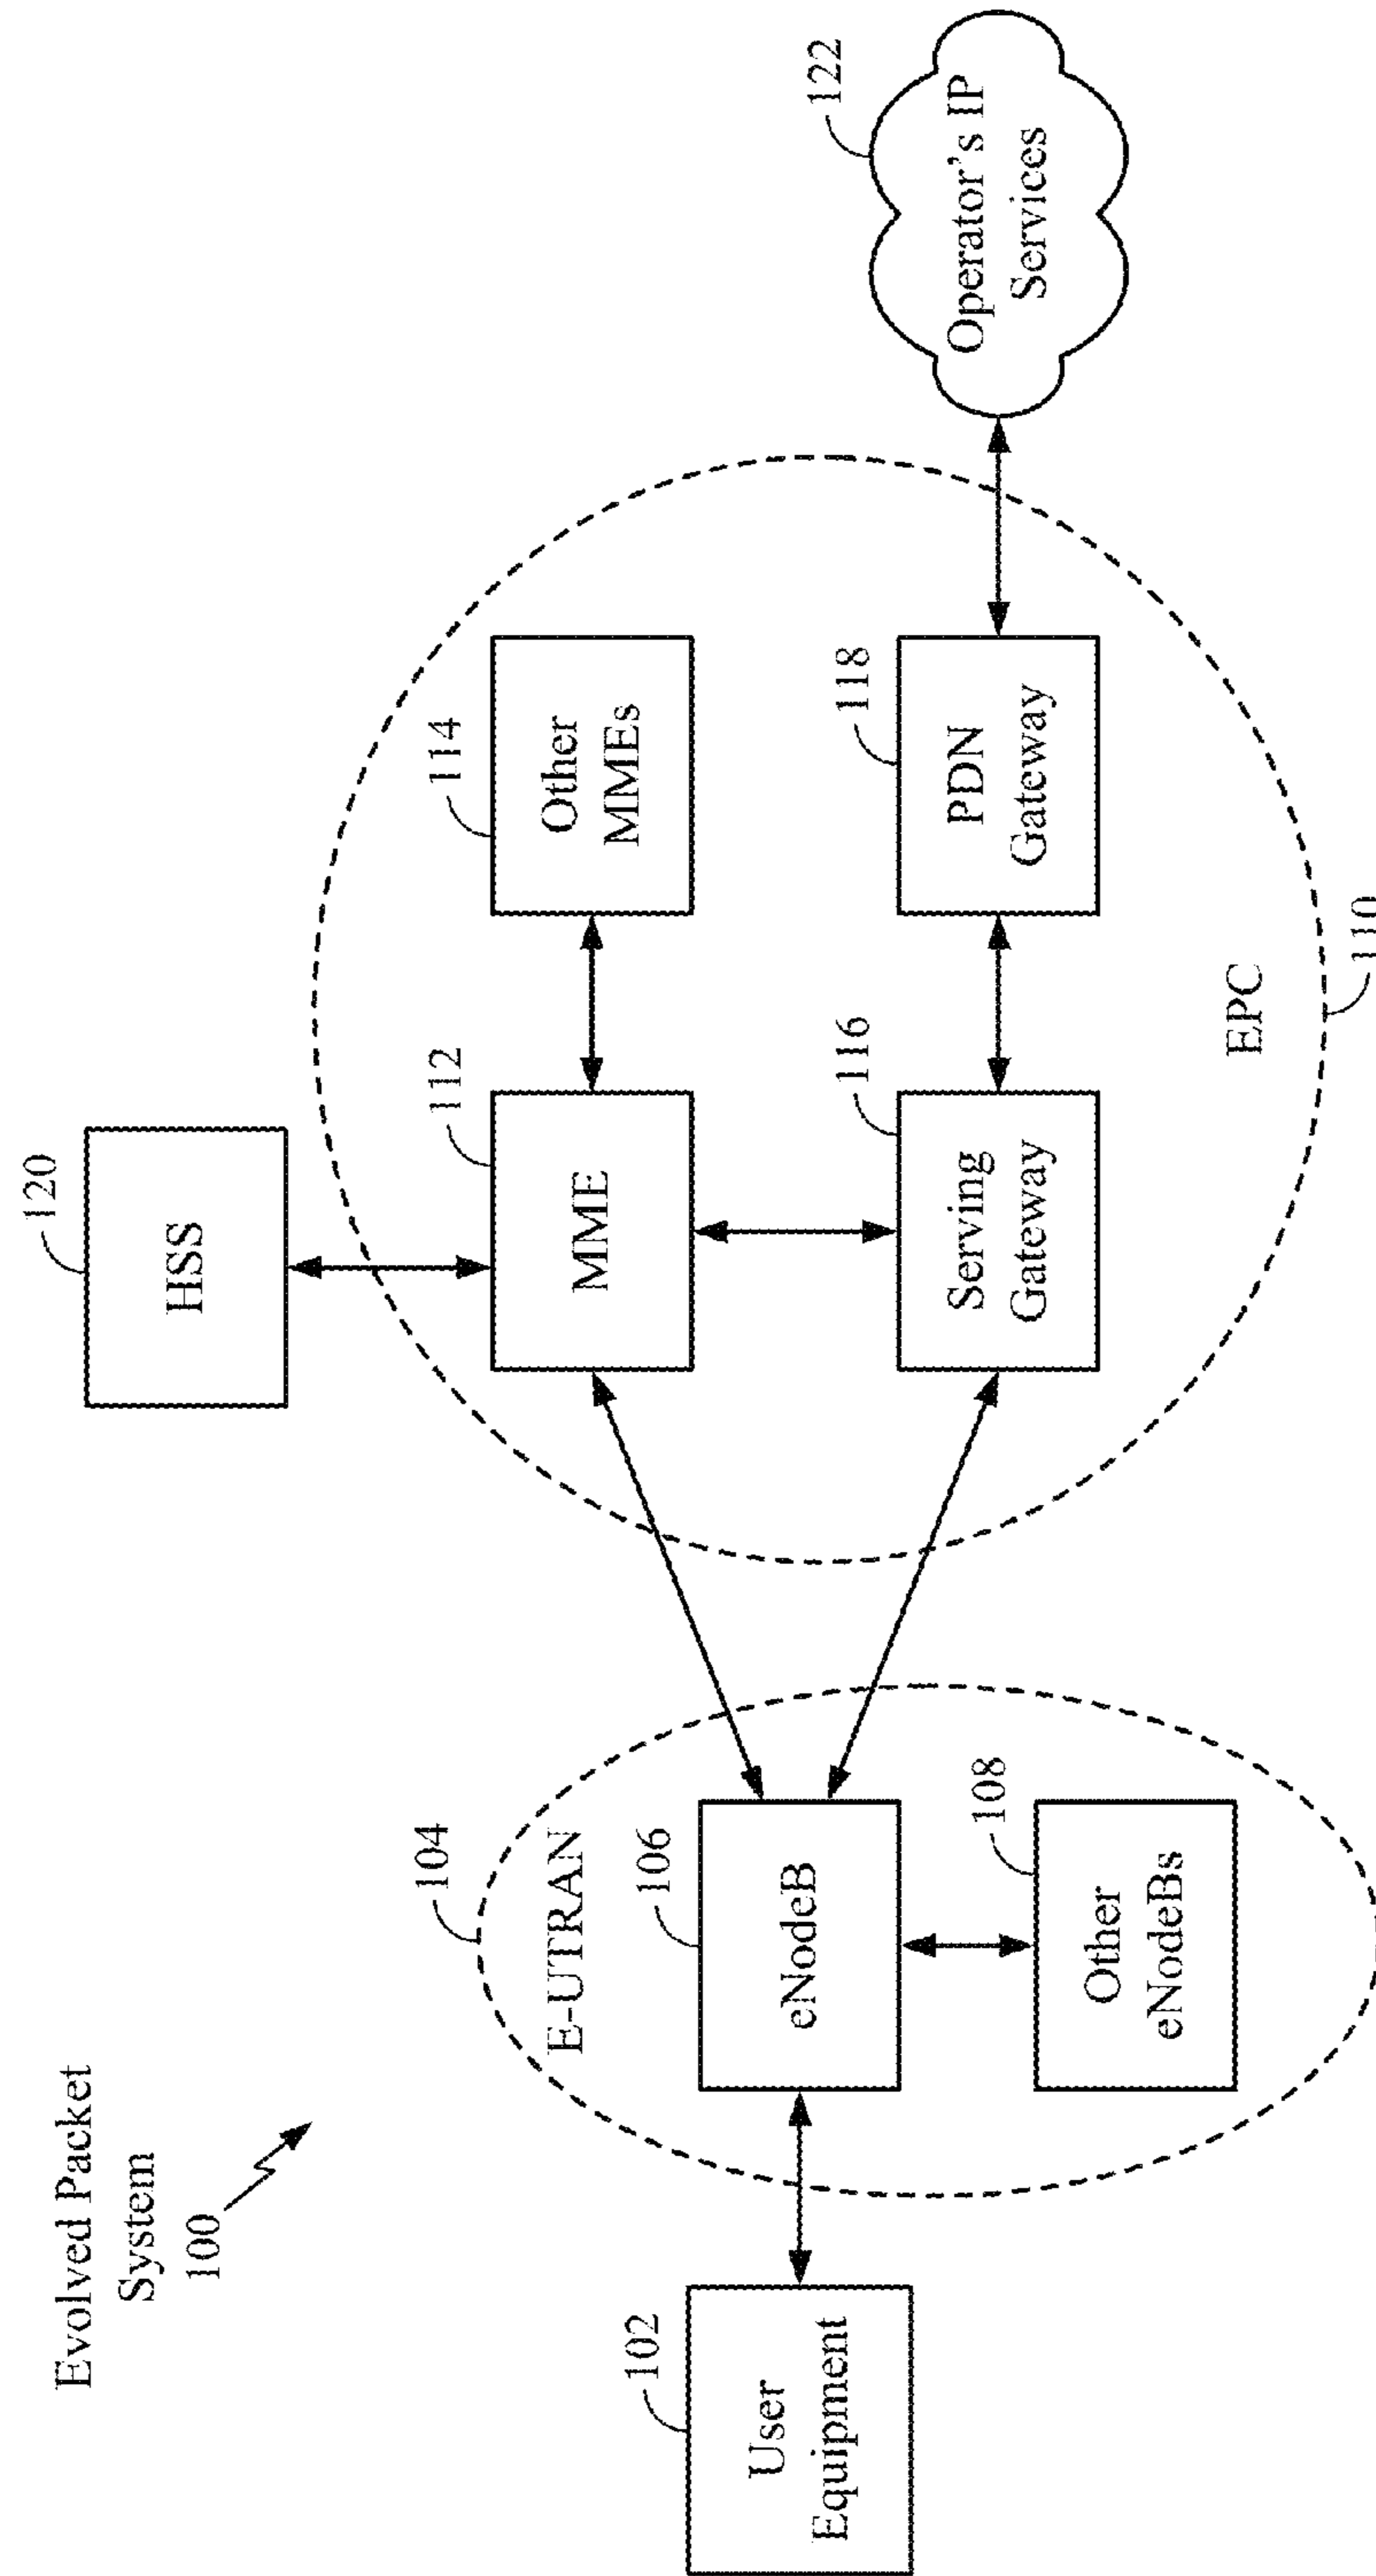 Evolved Packet
System
100
120
HSS
104
E-UTRAN
102
User
Equipment
106
eNodeB
108
Other
eNodeBs
112
MME
114
Other
MMEs
116
Serving
Gateway
118
PDN
Gateway
EPC
110
122
Operator's IP
Services